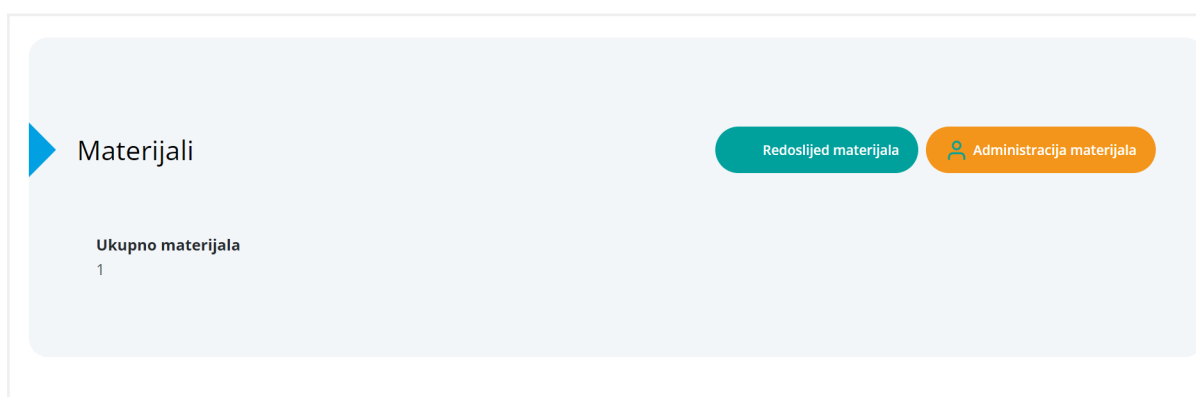 Materijali
Redoslijed materijala
Administracija materijala
Ukupno materijala
1